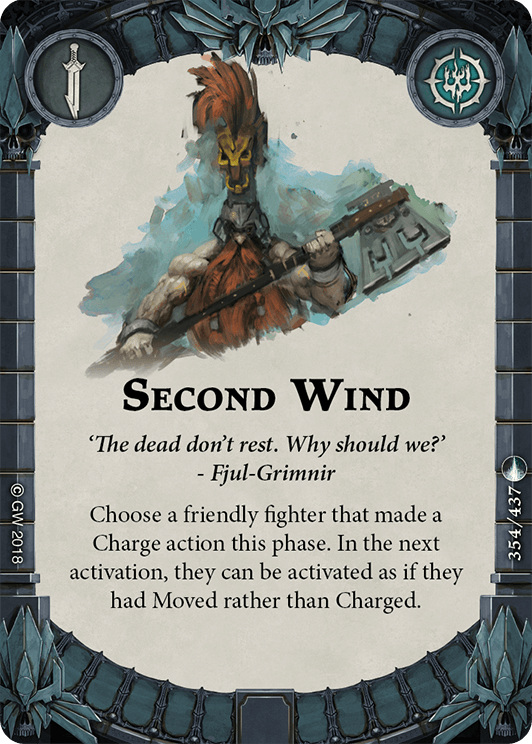 Second Wind
‘The dead don’t rest. Why should we?’
- Fjul-Grimnir
Choose a friendly fighter that made a
Charge action this phase. In the next
activation, they can be activated as if they
had Moved rather than Charged.
© GW 2018
354/437